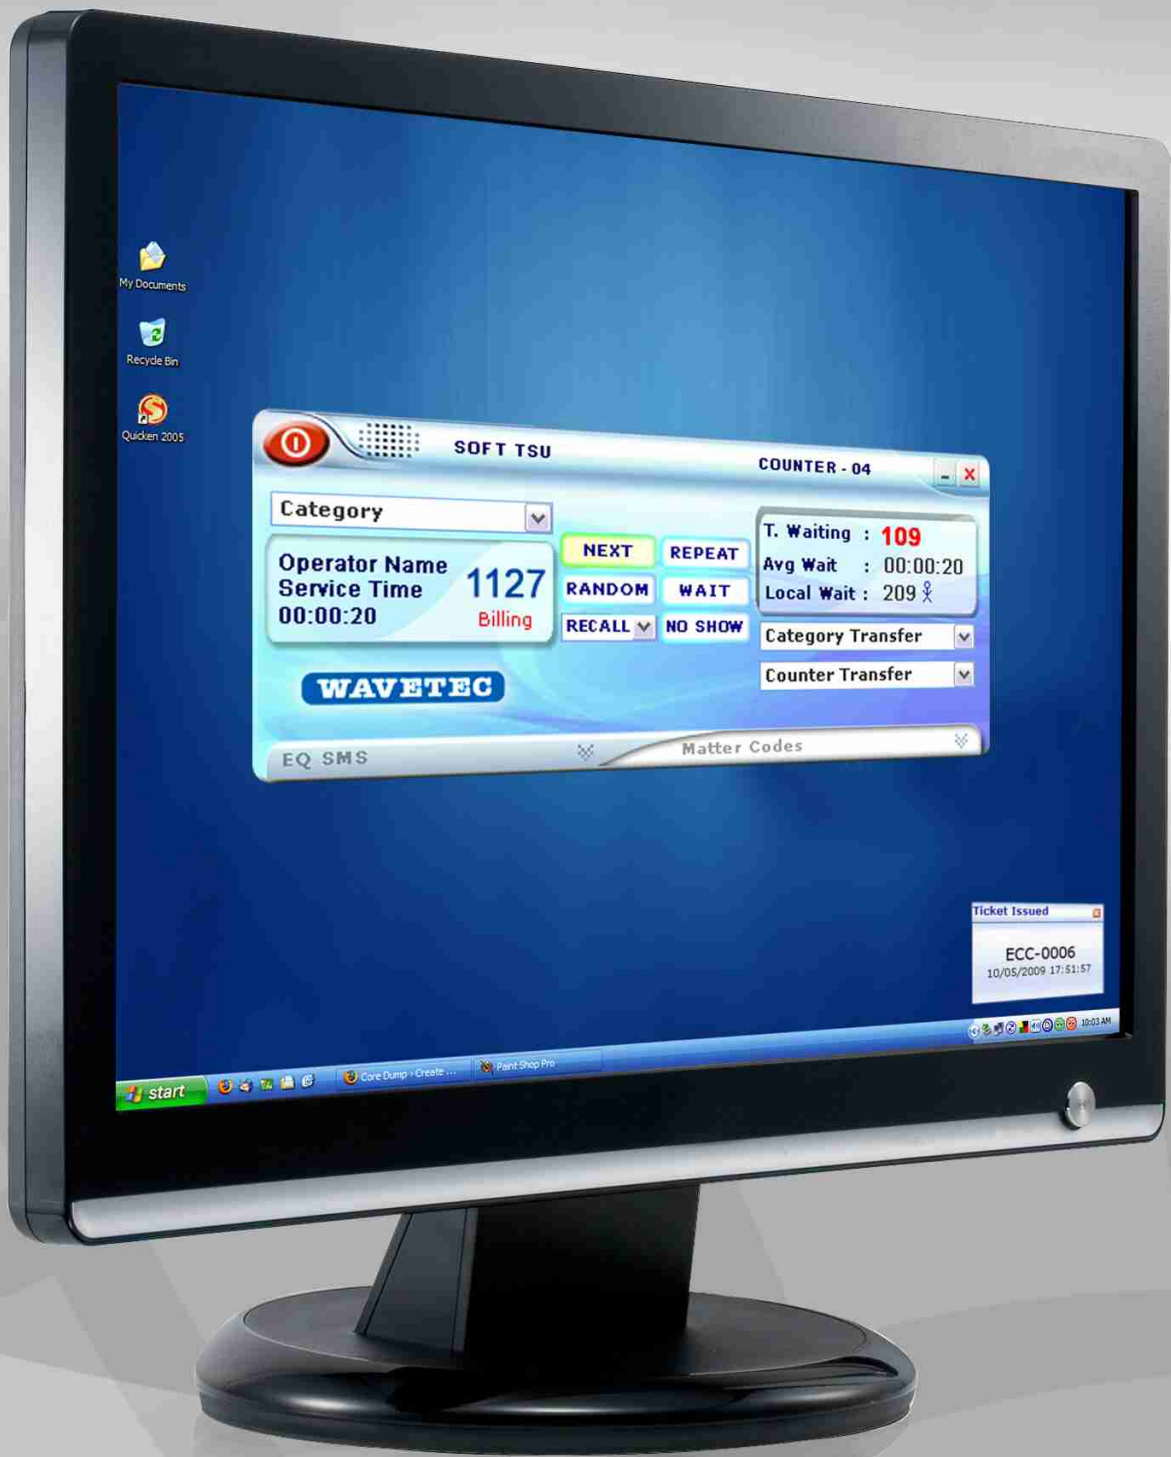 My Documents
Recycle Bin
Quicken 2005
SOFT TSU
COUNTER - 04
Category
Operator Name
Service Time
00:00:20
1127
Billing
NEXT
REPEAT
RANDOM
WAIT
RECALL
NO SHOW
T. Waiting : 109
Avg Wait : 00:00:20
Local Wait : 209
Category Transfer
Counter Transfer
WAVETEC
EQ SMS
Matter Codes
Ticket Issued
ECC-0006
10/05/2009 17:51:57
start
Core Dump › Create ...
Paint Shop Pro
10:03 AM